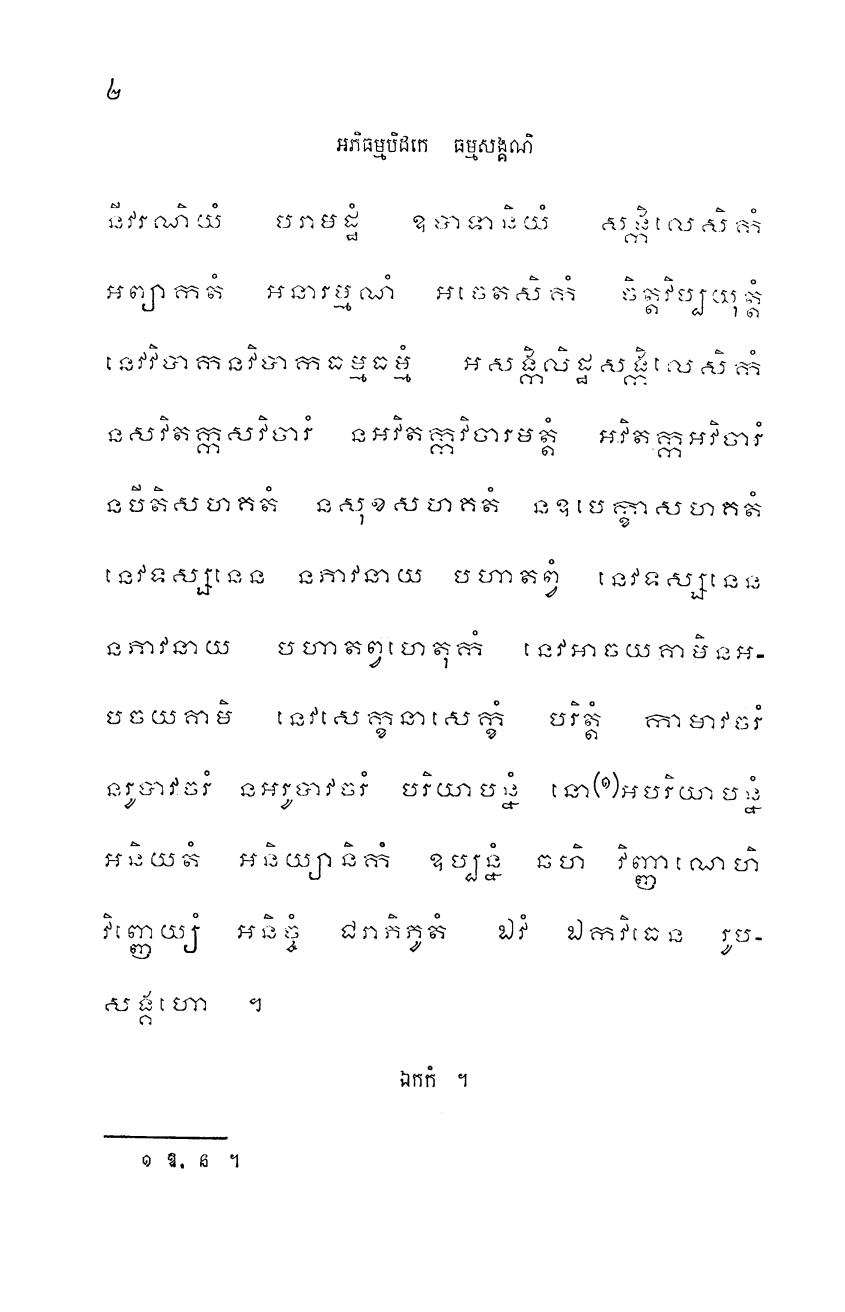 ៤
អភិធម្មបិដកេ ធម្មសង្គណិ
នីវរណិយំ បរាមដ្ឋំ ឧបាទានិយំ សង្កិលេសិកំ
អព្យាកតំ អនារម្មណំ អចេតសិកំ ចិត្តវិប្បយុត្តំ
នេវវិបាកនវិបាកធម្មធម្មំ អសង្កិលិដ្ឋសង្កិលេសិកំ
នសវិតក្កសវិចារំ នអវិតក្កវិចារមត្តំ អវិតក្កអវិចារំ
នបីតិសហគតំ នសុខសហគតំ នឧបេក្ខាសហគតំ
នេវទស្សនេន នភាវនាយ បហាតព្វំ នេវទស្សនេន
នភាវនាយ បហាតព្វហេតុកំ នេវអាចយគាមិនអ-
បចយគាមិ នេវសេក្ខនាសេក្ខំ បរិត្តំ កាមាវចរំ
នរូបាវចរំ នអរូបាវចរំ បរិយាបន្នំ នោ(១)អបរិយាបន្នំ
អនិយតំ អនិយ្យានិកំ ឧប្បន្នំ ឆហិ វិញ្ញាណេហិ
វិញ្ញេយ្យំ អនិច្ចំ ជរាភិភូតំ ឯវំ ឯកវិធេន រូប-
សង្គហោ ។
ឯកកំ ។
១ ឱ. ន ។